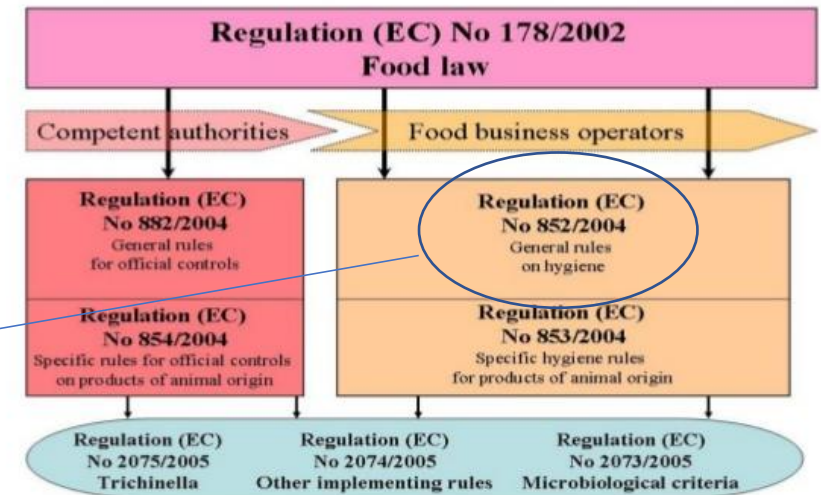 Regulation (EC) No 178/2002
Food law
Competent authorities
Food business operators
Regulation (EC)
No 882/2004
General rules
for official controls
Regulation (EC)
No 854/2004
Specific rules for official controls
on products of animal origin
Regulation (EC)
No 852/2004
General rules
on hygiene
Regulation (EC)
No 853/2004
Specific hygiene rules
for products of animal origin
Regulation (EC)
No 2075/2005
Trichinella
Regulation (EC)
No 2074/2005
Other implementing rules
Regulation (EC)
No 2073/2005
Microbiological criteria